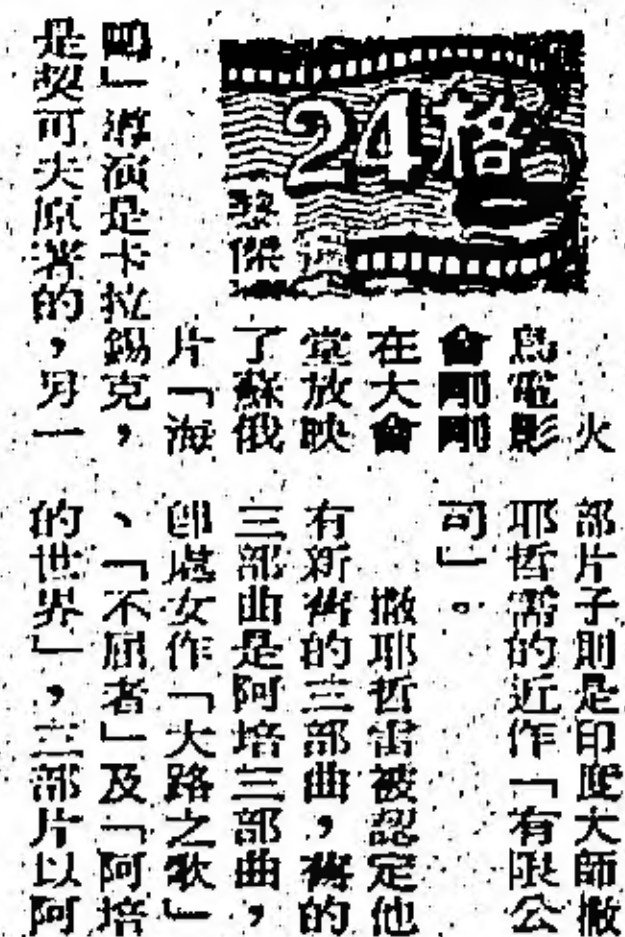 24格
黎傑
火
鳥電影
會剛剛
在大會
堂放映
了蘇俄
片「海
鷗」導演是卡拉錫克，
是契可夫原著的，另一
部片子則是印度大師撒
耶哲雷的近作「有限公
司」。
撒耶哲雷被認定他
有新舊的三部曲，舊的
三部曲是阿培三部曲，
即處女作「大路之歌」
、「不屈者」及「阿培
的世界」，三部片以阿